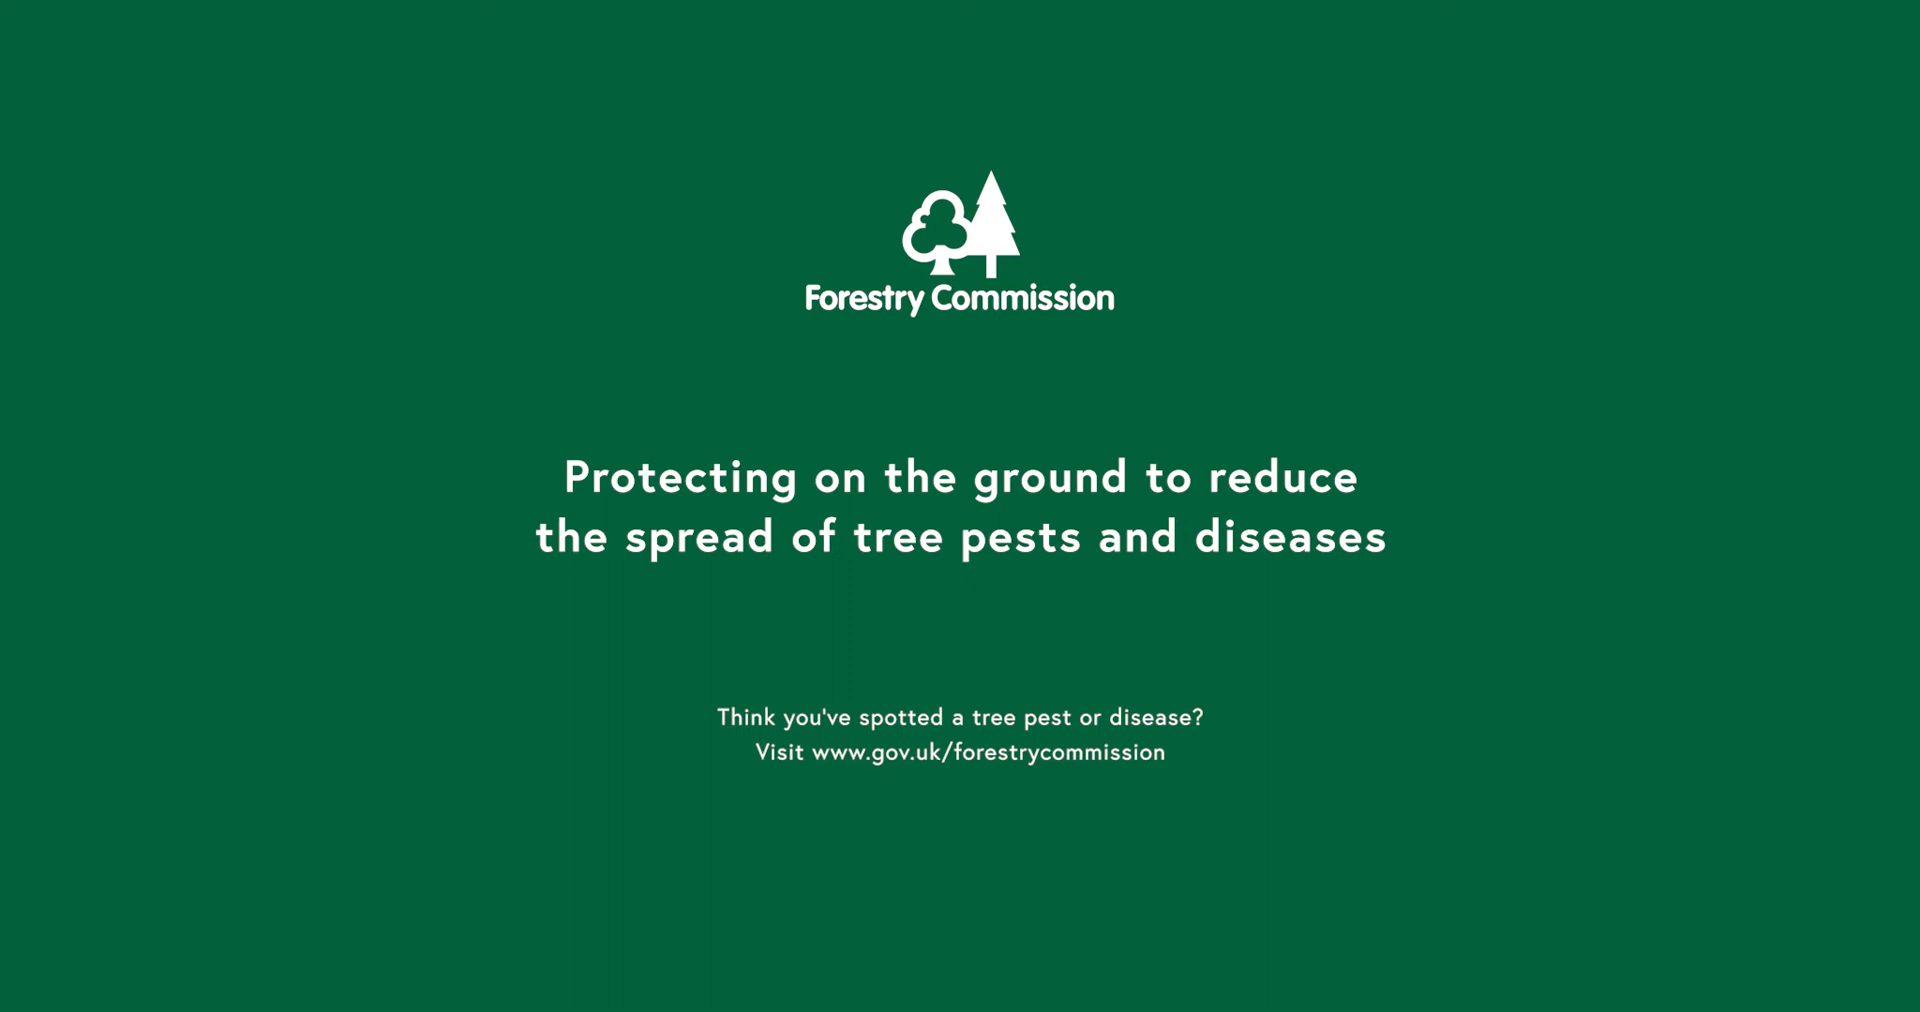 Forestry Commission
Protecting on the ground to reduce
the spread of tree pests and diseases
Think you've spotted a tree pest or disease?
Visit www.gov.uk/forestrycommission